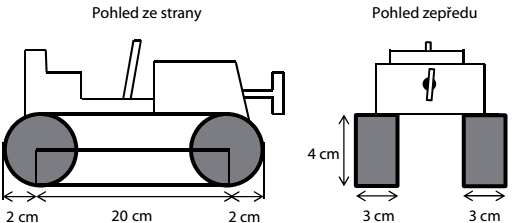 Pohled ze strany
Pohled zepředu
4 cm
2 cm
20 cm
2 cm
3 cm
3 cm